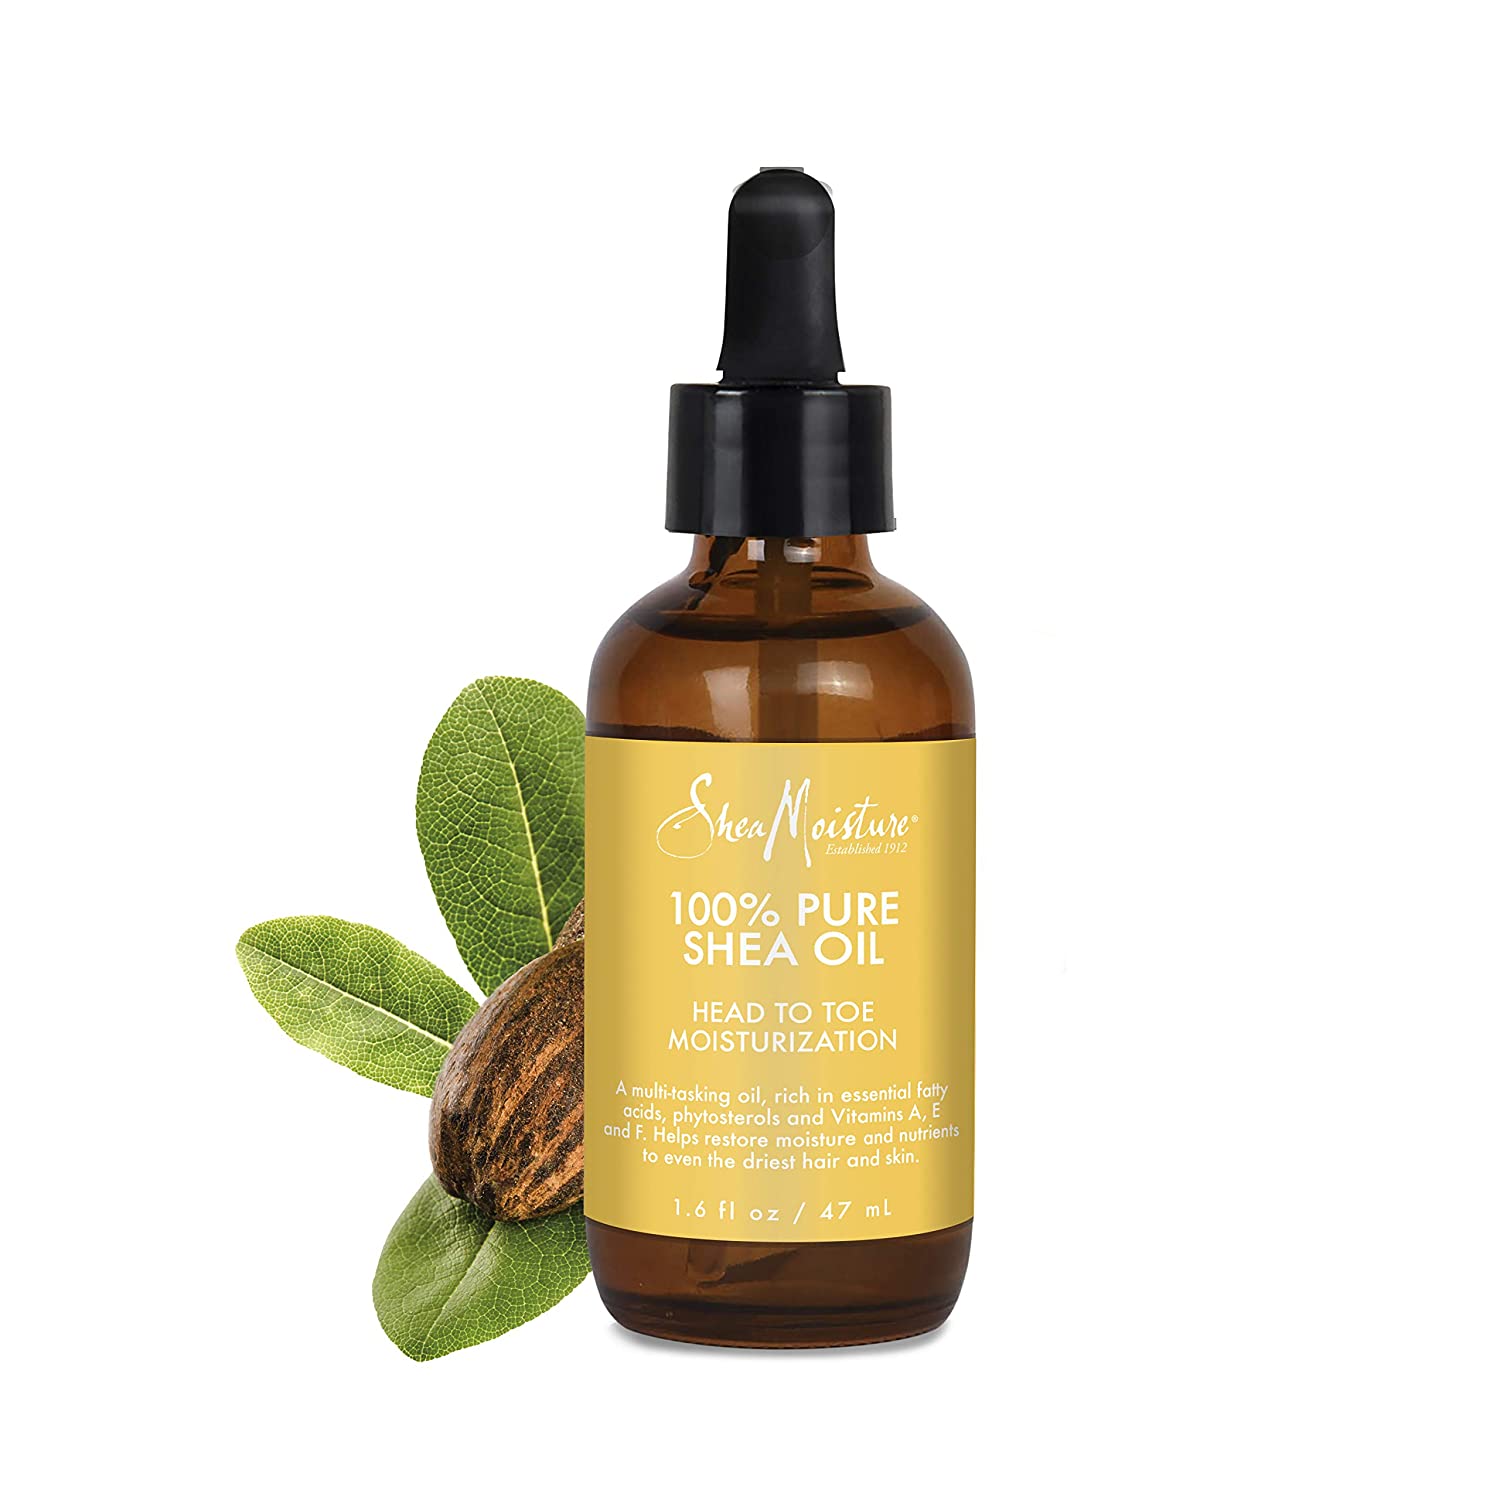 SheaMoisture®
Established 1912
100% PURE
SHEA OIL
HEAD TO TOE
MOISTURIZATION
A multi-tasking oil, rich in essential fatty
acids, phytosterols and Vitamins A, E
and F. Helps restore moisture and nutrients
to even the driest hair and skin.
1.6 fl oz / 47 mL